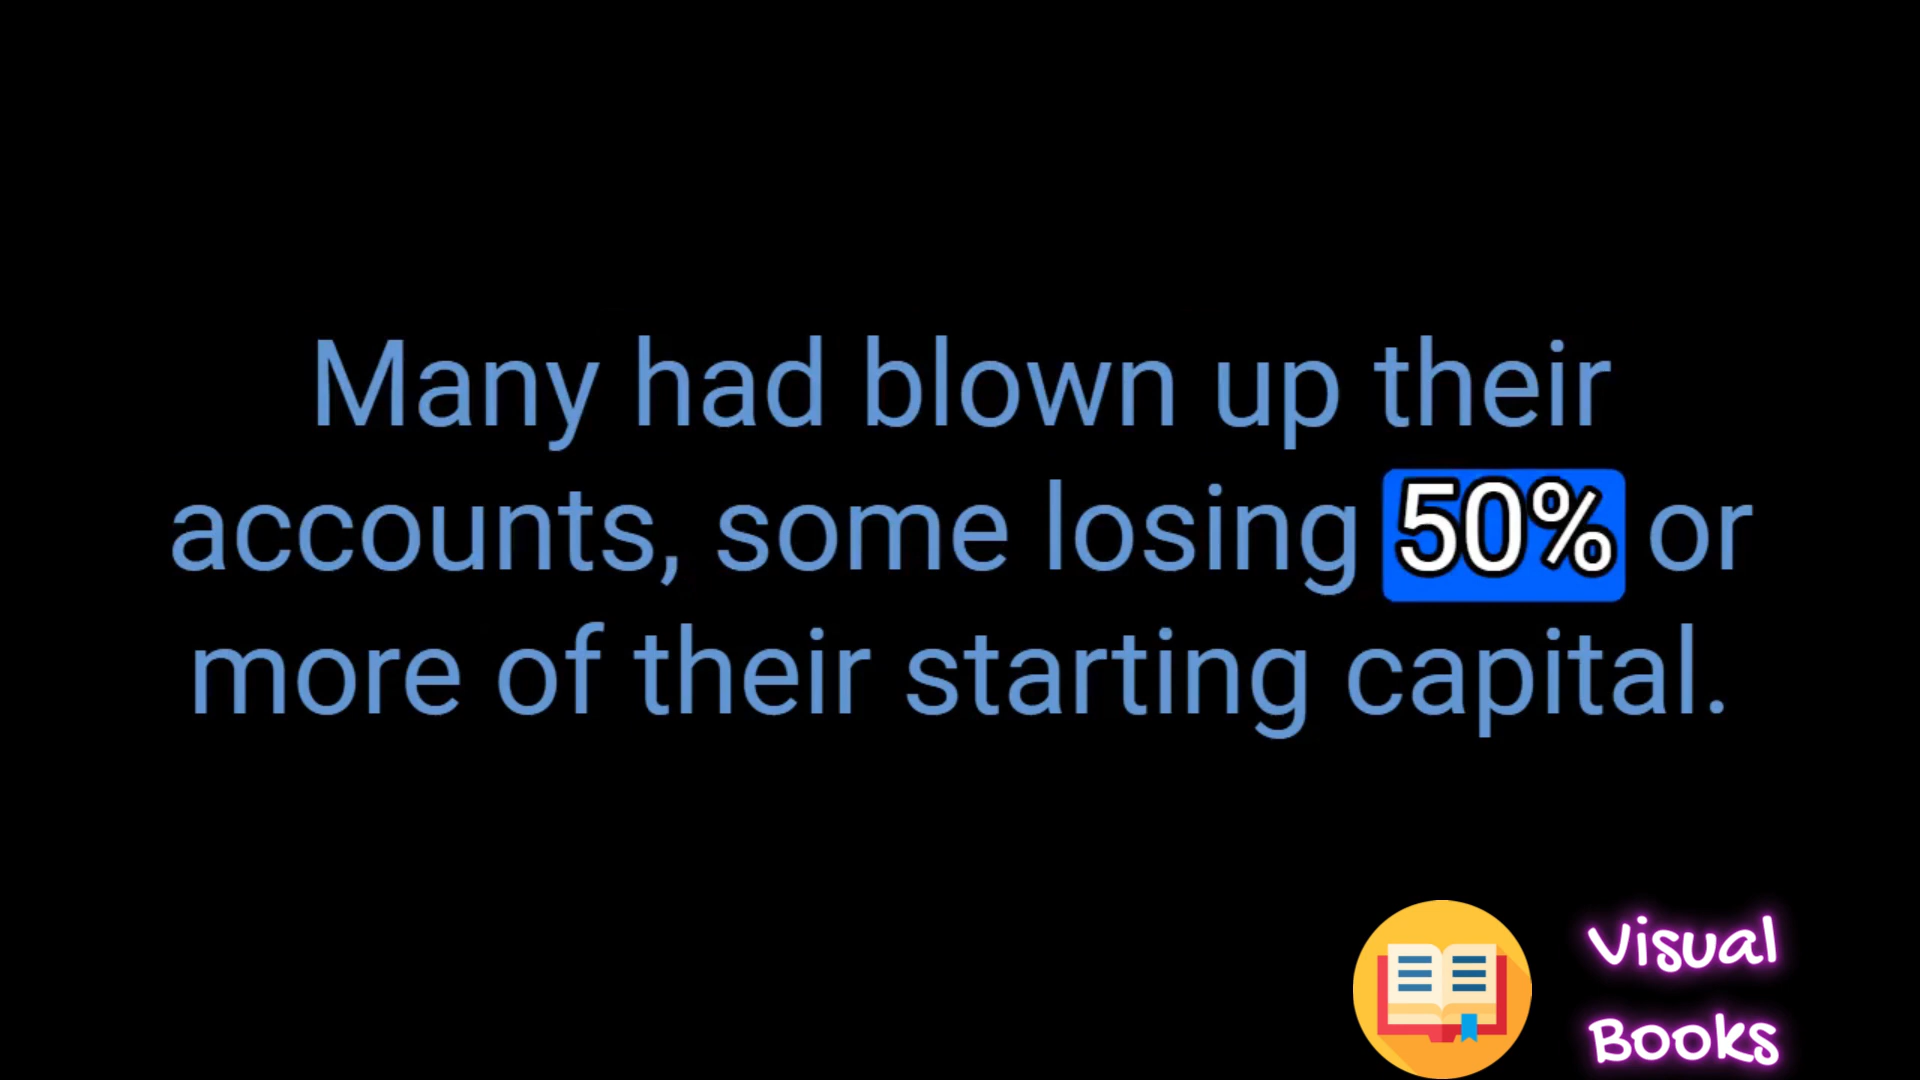 Many had blown up their
accounts, some losing 50% or
more of their starting capital.
Visual
Books